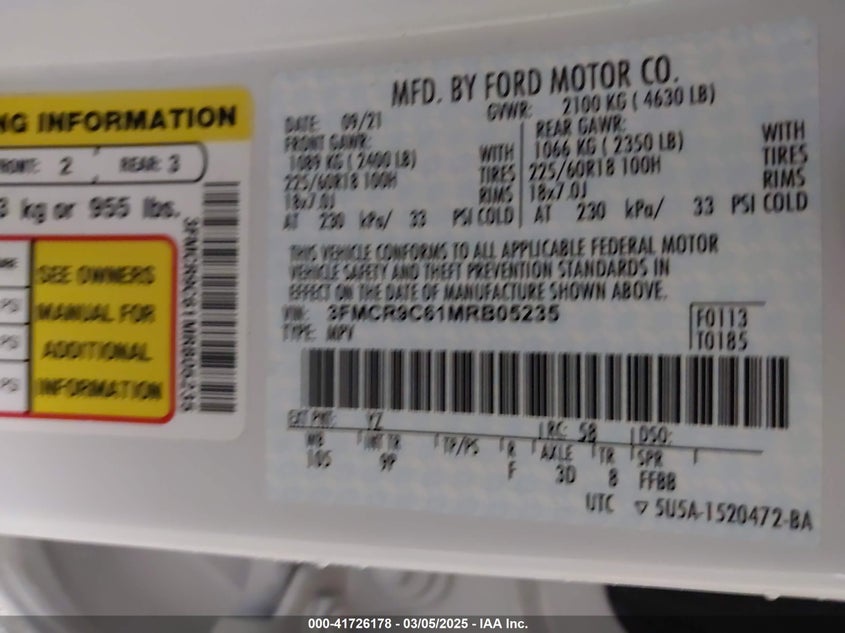 NG INFORMATION
FRONT: 2 REAR: 3
kg or 955 lbs.
SEE OWNERS
MANUAL FOR
ADDITIONAL
INFORMATION
3FMCR9C61MRB05235
MFD. BY FORD MOTOR CO.
DATE: 09/21 GVWR: 2100 KG ( 4630 LB)
FRONT GAWR:
1089 KG ( 2400 LB) WITH
225/60R18 100H TIRES
18x7.0J RIMS
AT 230 kPa/ 33 PSI COLD
REAR GAWR: WITH
1066 KG ( 2350 LB) TIRES
225/60R18 100H RIMS
18x7.0J
AT 230 kPa/ 33 PSI COLD
THIS VEHICLE CONFORMS TO ALL APPLICABLE FEDERAL MOTOR
VEHICLE SAFETY AND THEFT PREVENTION STANDARDS IN
EFFECT ON THE DATE OF MANUFACTURE SHOWN ABOVE.
VIN: 3FMCR9C61MRB05235
TYPE: MPV
F0113
T0185
EXT PNT: YZ RC: 58 DSO:
WB INT TR TP/PS R AXLE TR SPR
105 9P F 3D 8 FFBB
UTC ▽ 5U5A-1520472-BA
000-41726178 - 03/05/2025 - IAA Inc.